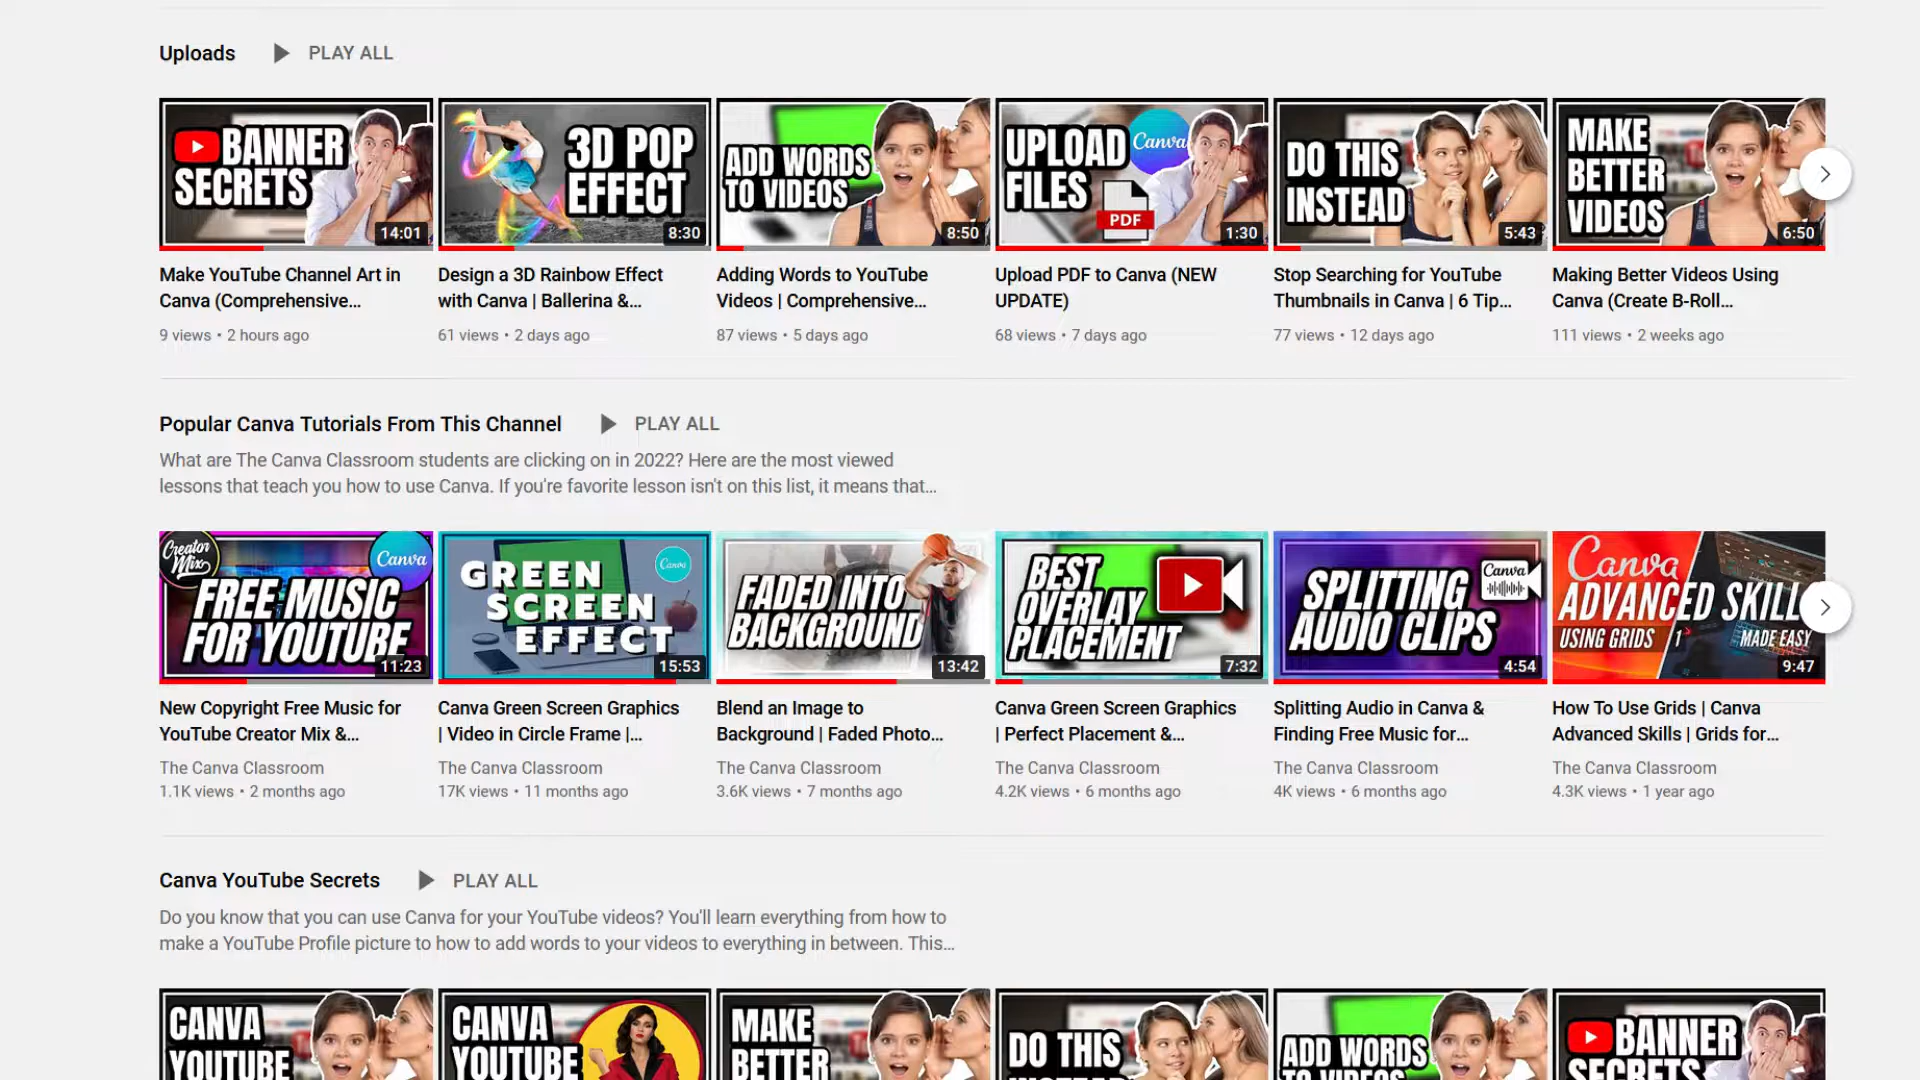 Uploads
PLAY ALL
BANNER
SECRETS
14:01
3D POP
EFFECT
8:30
ADD WORDS
TO VIDEOS
8:50
UPLOAD
FILES
Canva
PDF
1:30
DO THIS
INSTEAD
5:43
MAKE
BETTER
VIDEOS
6:50
Make YouTube Channel Art in
Canva (Comprehensive...
9 views • 2 hours ago
Design a 3D Rainbow Effect
with Canva | Ballerina &...
61 views • 2 days ago
Adding Words to YouTube
Videos | Comprehensive...
87 views • 5 days ago
Upload PDF to Canva (NEW
UPDATE)
68 views • 7 days ago
Stop Searching for YouTube
Thumbnails in Canva | 6 Tip...
77 views • 12 days ago
Making Better Videos Using
Canva (Create B-Roll...
111 views • 2 weeks ago
Popular Canva Tutorials From This Channel
PLAY ALL
What are The Canva Classroom students are clicking on in 2022? Here are the most viewed
lessons that teach you how to use Canva. If you're favorite lesson isn't on this list, it means that...
Creator
Mix
Canva
FREE MUSIC
FOR YOUTUBE
11:23
GREEN
SCREEN
EFFECT
Canva
15:53
FADED INTO
BACKGROUND
13:42
BEST
OVERLAY
PLACEMENT
7:32
SPLITTING
AUDIO CLIPS
Canva
4:54
Canva
ADVANCED SKILL
USING GRIDS
MADE EASY
9:47
New Copyright Free Music for
YouTube Creator Mix &...
The Canva Classroom
1.1K views • 2 months ago
Canva Green Screen Graphics
| Video in Circle Frame |...
The Canva Classroom
17K views • 11 months ago
Blend an Image to
Background | Faded Photo...
The Canva Classroom
3.6K views • 7 months ago
Canva Green Screen Graphics
| Perfect Placement &...
The Canva Classroom
4.2K views • 6 months ago
Splitting Audio in Canva &
Finding Free Music for...
The Canva Classroom
4K views • 6 months ago
How To Use Grids | Canva
Advanced Skills | Grids for...
The Canva Classroom
4.3K views • 1 year ago
Canva YouTube Secrets
PLAY ALL
Do you know that you can use Canva for your YouTube videos? You'll learn everything from how to
make a YouTube Profile picture to how to add words to your videos to everything in between. This...
CANVA
YOUTUBE
CANVA
YOUTUBE
MAKE
BETTER
DO THIS
INSTEAD
ADD WORDS
TO VIDEOS
BANNER
SECRETS